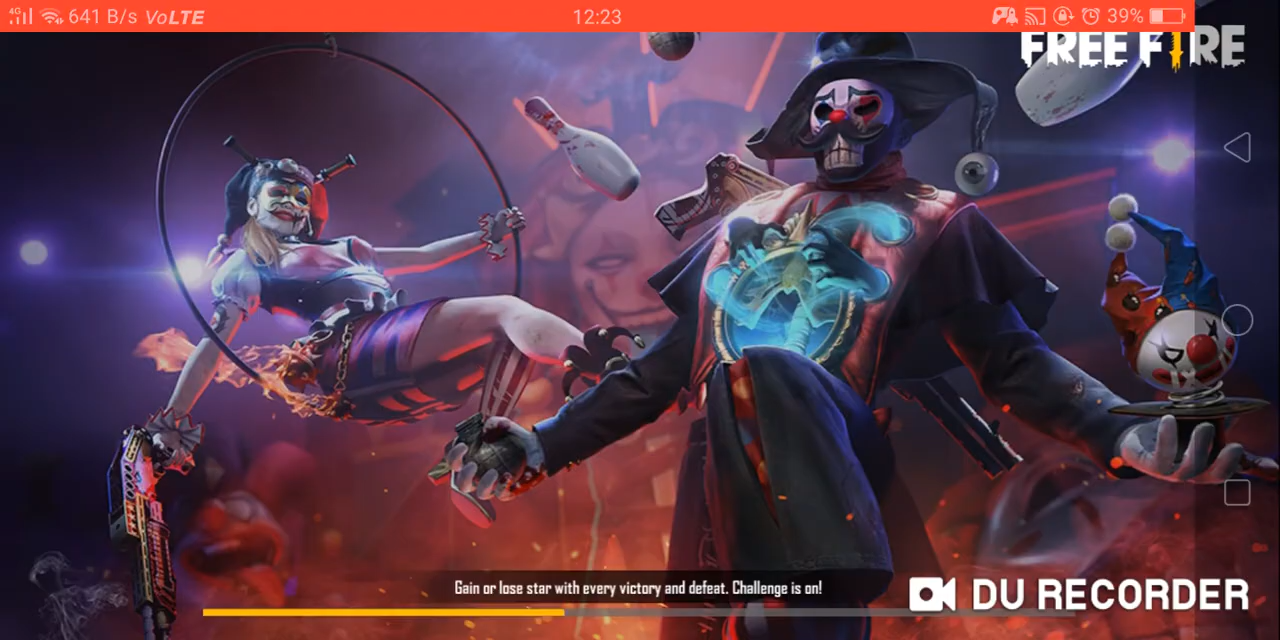 4G 641 B/s VoLTE 12:23 39%
FREE FIRE
Gain or lose star with every victory and defeat. Challenge is on!
DU RECORDER